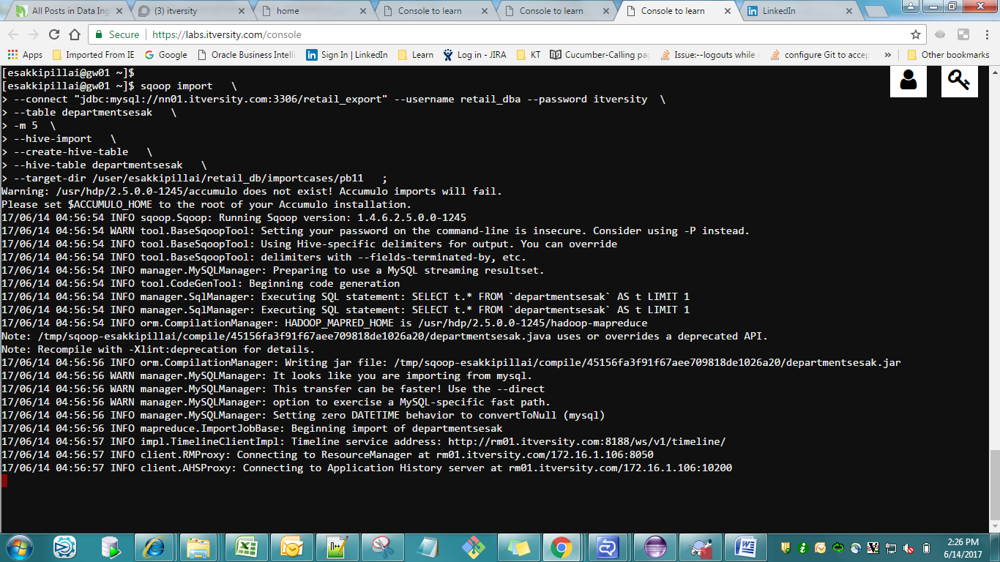 All Posts in Data Ing
(3) itversity
home
Console to learn
Console to learn
Console to learn
LinkedIn
Secure
https://labs.itversity.com/console
Apps
Imported From IE
Google
Oracle Business Intelli
Sign In | LinkedIn
Learn
Log in - JIRA
KT
Cucumber-Calling pag
Issue:--logouts while
configure Git to accep
»
Other bookmarks
[esakkipillai@gw01 ~]$
[esakkipillai@gw01 ~]$ sqoop import   \
> --connect "jdbc:mysql://nn01.itversity.com:3306/retail_export" --username retail_dba --password itversity  \
> --table departmentsesak   \
> -m 5  \
> --hive-import   \
> --create-hive-table   \
> --hive-table departmentsesak   \
> --target-dir /user/esakkipillai/retail_db/importcases/pb11   ;
Warning: /usr/hdp/2.5.0.0-1245/accumulo does not exist! Accumulo imports will fail.
Please set $ACCUMULO_HOME to the root of your Accumulo installation.
17/06/14 04:56:54 INFO sqoop.Sqoop: Running Sqoop version: 1.4.6.2.5.0.0-1245
17/06/14 04:56:54 WARN tool.BaseSqoopTool: Setting your password on the command-line is insecure. Consider using -P instead.
17/06/14 04:56:54 INFO tool.BaseSqoopTool: Using Hive-specific delimiters for output. You can override
17/06/14 04:56:54 INFO tool.BaseSqoopTool: delimiters with --fields-terminated-by, etc.
17/06/14 04:56:54 INFO manager.MySQLManager: Preparing to use a MySQL streaming resultset.
17/06/14 04:56:54 INFO tool.CodeGenTool: Beginning code generation
17/06/14 04:56:54 INFO manager.SqlManager: Executing SQL statement: SELECT t.* FROM `departmentsesak` AS t LIMIT 1
17/06/14 04:56:54 INFO manager.SqlManager: Executing SQL statement: SELECT t.* FROM `departmentsesak` AS t LIMIT 1
17/06/14 04:56:54 INFO orm.CompilationManager: HADOOP_MAPRED_HOME is /usr/hdp/2.5.0.0-1245/hadoop-mapreduce
Note: /tmp/sqoop-esakkipillai/compile/45156fa3f91f67aee709818de1026a20/departmentsesak.java uses or overrides a deprecated API.
Note: Recompile with -Xlint:deprecation for details.
17/06/14 04:56:56 INFO orm.CompilationManager: Writing jar file: /tmp/sqoop-esakkipillai/compile/45156fa3f91f67aee709818de1026a20/departmentsesak.jar
17/06/14 04:56:56 WARN manager.MySQLManager: It looks like you are importing from mysql.
17/06/14 04:56:56 WARN manager.MySQLManager: This transfer can be faster! Use the --direct
17/06/14 04:56:56 WARN manager.MySQLManager: option to exercise a MySQL-specific fast path.
17/06/14 04:56:56 INFO manager.MySQLManager: Setting zero DATETIME behavior to convertToNull (mysql)
17/06/14 04:56:56 INFO mapreduce.ImportJobBase: Beginning import of departmentsesak
17/06/14 04:56:57 INFO impl.TimelineClientImpl: Timeline service address: http://rm01.itversity.com:8188/ws/v1/timeline/
17/06/14 04:56:57 INFO client.RMProxy: Connecting to ResourceManager at rm01.itversity.com/172.16.1.106:8050
17/06/14 04:56:57 INFO client.AHSProxy: Connecting to Application History server at rm01.itversity.com/172.16.1.106:10200
2:26 PM
6/14/2017